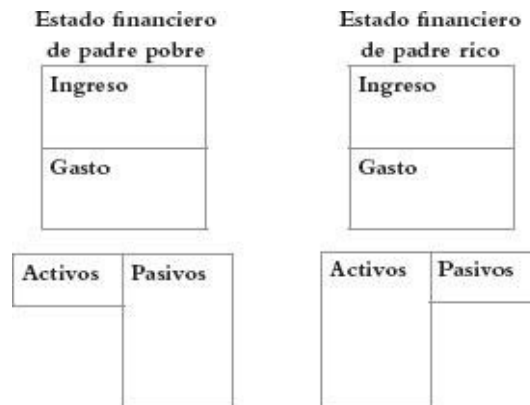 Estado financiero
de padre pobre
Ingreso
Gasto
Activos Pasivos
Estado financiero
de padre rico
Ingreso
Gasto
Activos Pasivos